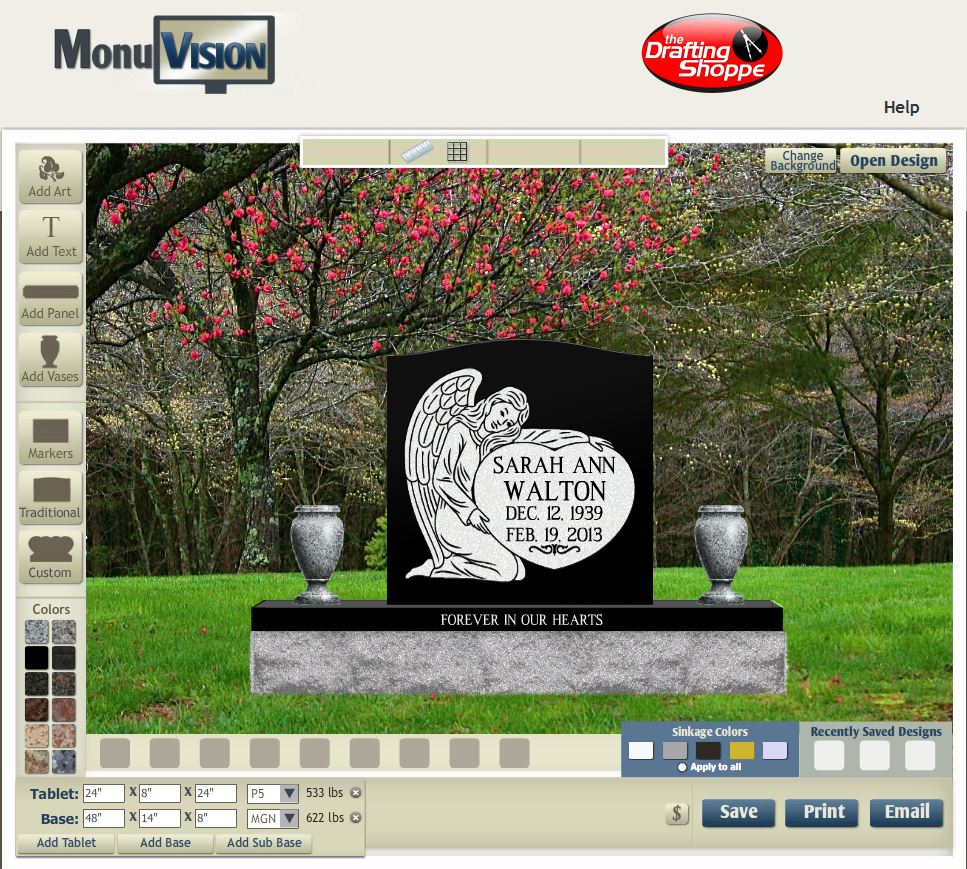 MonuVision
the
Drafting
Shoppe
Help
Change
Background
Open Design
Add Art
T
Add Text
Add Panel
Add Vases
Markers
Traditional
Custom
Colors
SARAH ANN
WALTON
DEC. 12, 1939
FEB. 19, 2013
FOREVER IN OUR HEARTS
Sinkage Colors
Apply to all
Recently Saved Designs
Tablet: 24" X 8" X 24" P5 533 lbs
Base: 48" X 14" X 8" MGN 622 lbs
Add Tablet Add Base Add Sub Base
$ Save Print Email